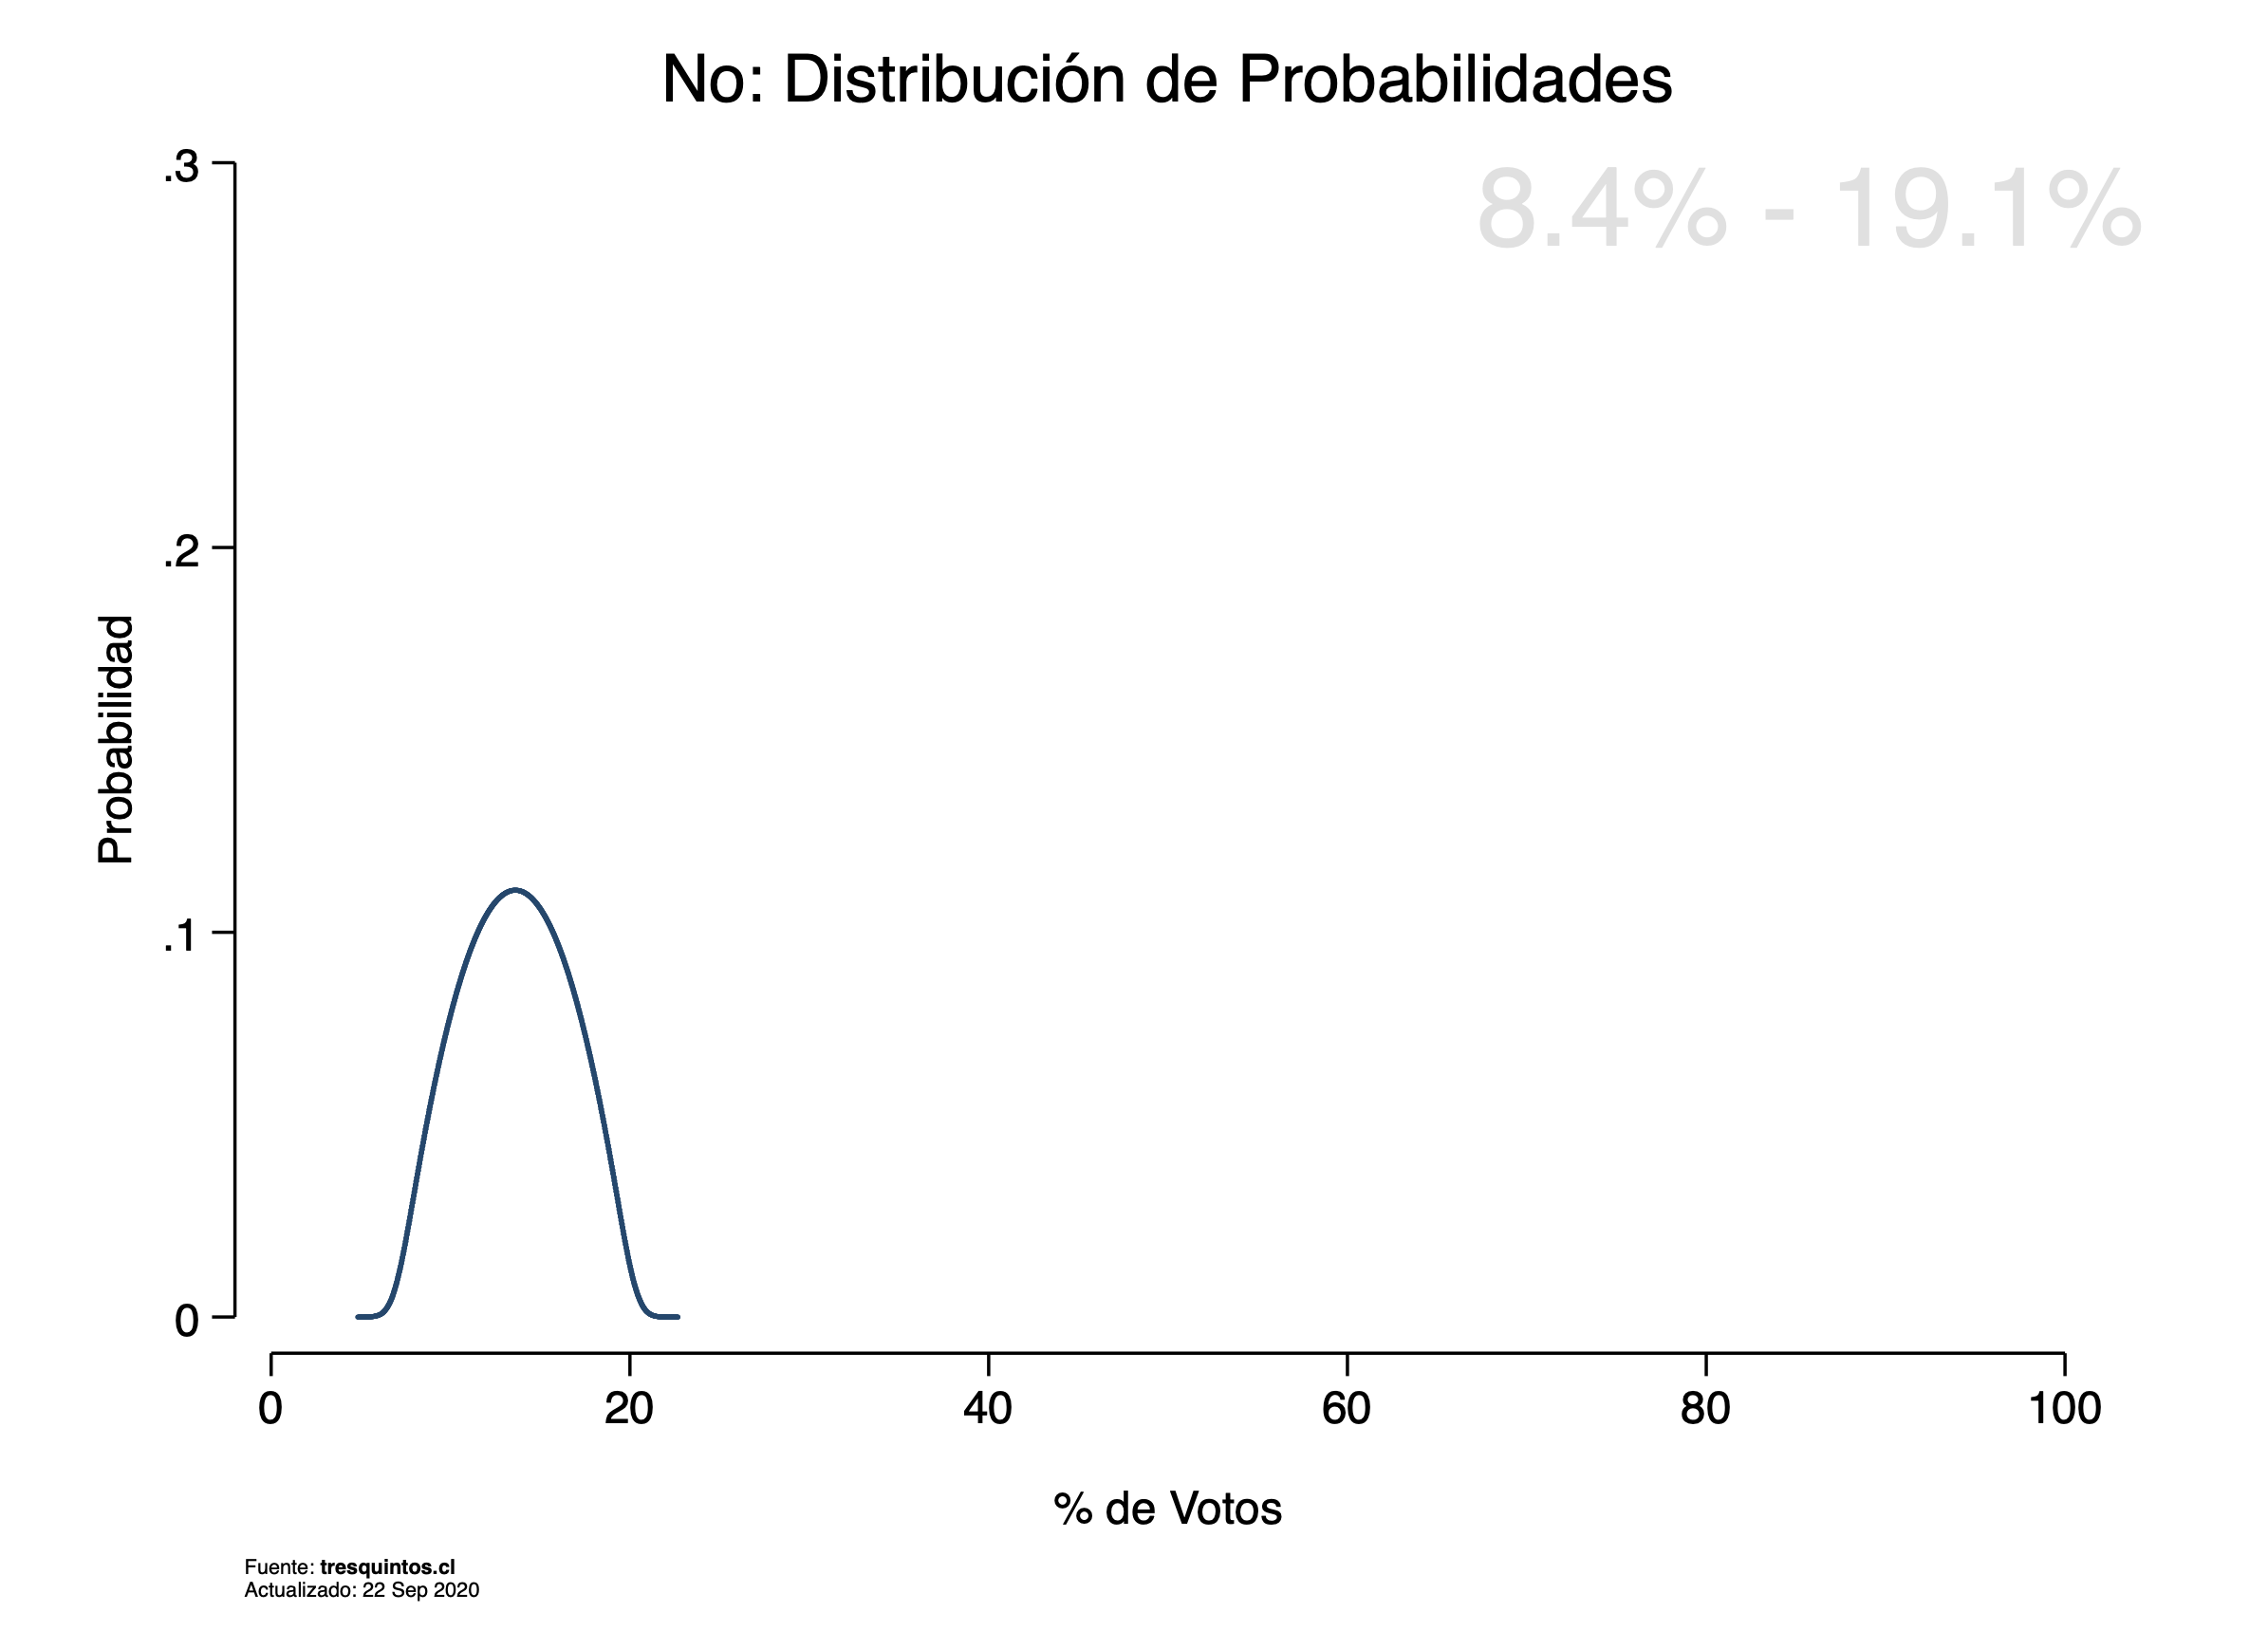 No: Distribución de Probabilidades
8.4% - 19.1%
.3
.2
.1
0
Probabilidad
0 20 40 60 80 100
% de Votos
Fuente: tresquintos.cl
Actualizado: 22 Sep 2020